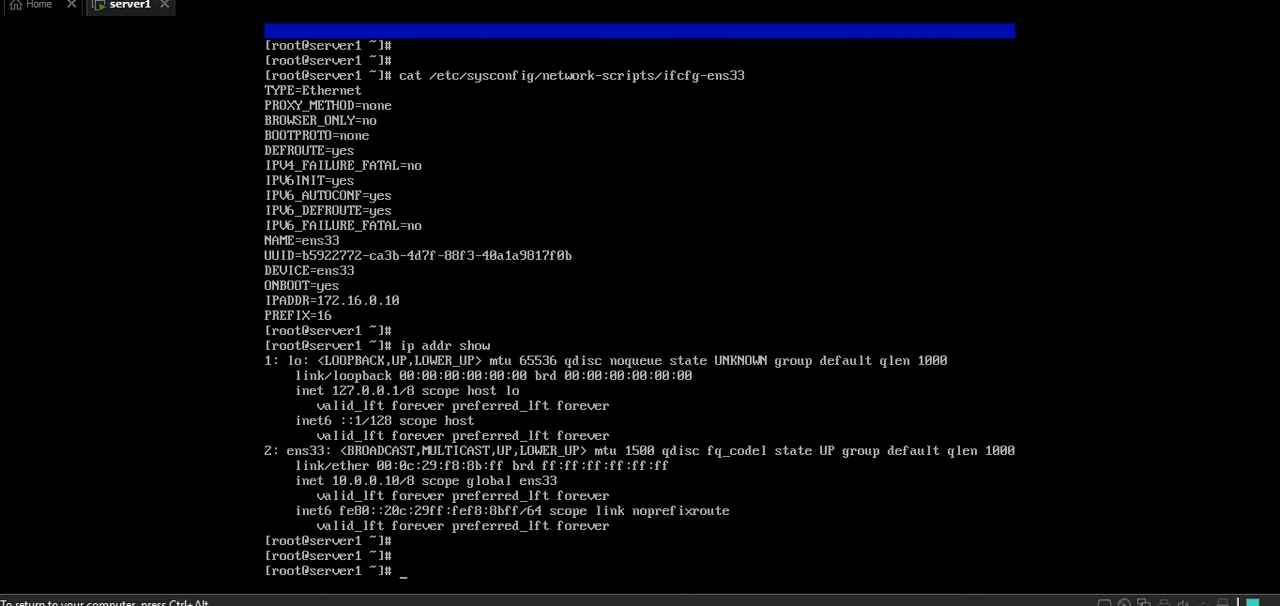 Home
server1
[root@server1 ~]#
[root@server1 ~]#
[root@server1 ~]# cat /etc/sysconfig/network-scripts/ifcfg-ens33
TYPE=Ethernet
PROXY_METHOD=none
BROWSER_ONLY=no
BOOTPROTO=none
DEFROUTE=yes
IPV4_FAILURE_FATAL=no
IPV6INIT=yes
IPV6_AUTOCONF=yes
IPV6_DEFROUTE=yes
IPV6_FAILURE_FATAL=no
NAME=ens33
UUID=b5922772-ca3b-4d7f-88f3-40a1a9817f0b
DEVICE=ens33
ONBOOT=yes
IPADDR=172.16.0.10
PREFIX=16
[root@server1 ~]#
[root@server1 ~]# ip addr show
1: lo: <LOOPBACK,UP,LOWER_UP> mtu 65536 qdisc noqueue state UNKNOWN group default qlen 1000
    link/loopback 00:00:00:00:00:00 brd 00:00:00:00:00:00
    inet 127.0.0.1/8 scope host lo
       valid_lft forever preferred_lft forever
    inet6 ::1/128 scope host
       valid_lft forever preferred_lft forever
2: ens33: <BROADCAST,MULTICAST,UP,LOWER_UP> mtu 1500 qdisc fq_codel state UP group default qlen 1000
    link/ether 00:0c:29:f8:8b:ff brd ff:ff:ff:ff:ff:ff
    inet 10.0.0.10/8 scope global ens33
       valid_lft forever preferred_lft forever
    inet6 fe80::20c:29ff:fef8:8bff/64 scope link noprefixroute
       valid_lft forever preferred_lft forever
[root@server1 ~]#
[root@server1 ~]#
[root@server1 ~]# _
To return to your computer, press Ctrl+Alt.